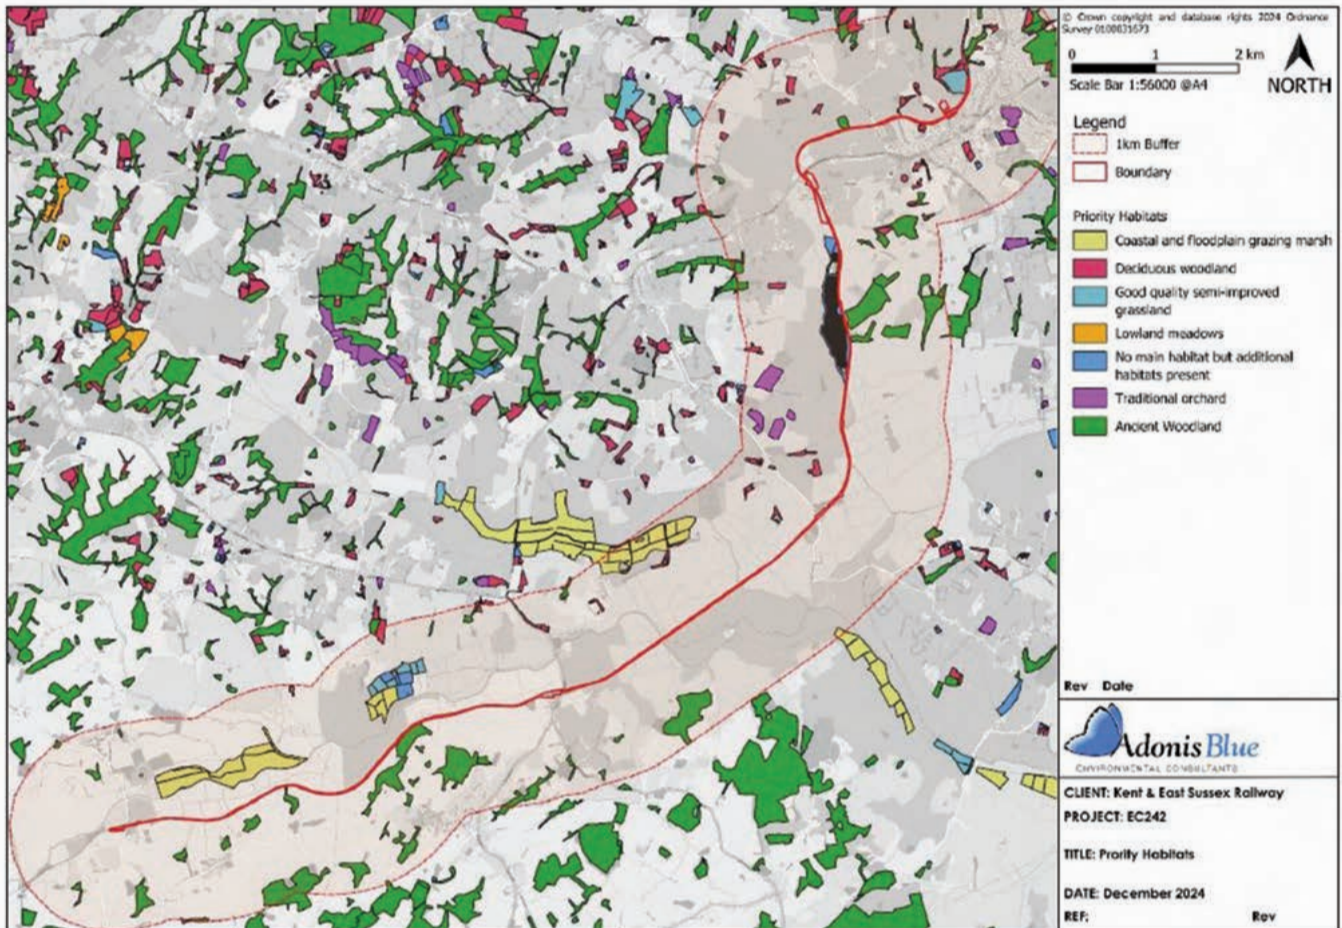 © Crown copyright and database rights 2024 Ordnance
Survey 0100031673
0 1 2 km
Scale Bar 1:56000 @A4
NORTH
Legend
1km Buffer
Boundary
Priority Habitats
Coastal and floodplain grazing marsh
Deciduous woodland
Good quality semi-improved
grassland
Lowland meadows
No main habitat but additional
habitats present
Traditional orchard
Ancient Woodland
Rev Date
Adonis Blue
ENVIRONMENTAL CONSULTANTS
CLIENT: Kent & East Sussex Railway
PROJECT: EC242
TITLE: Prority Habitats
DATE: December 2024
REF: Rev